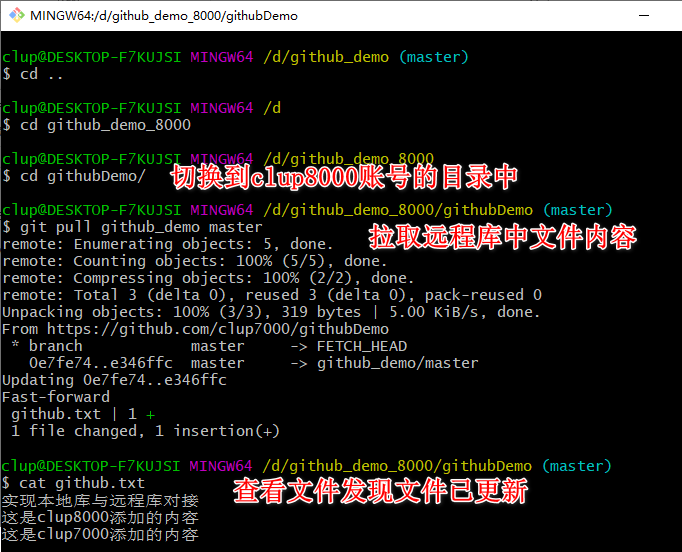 MINGW64:/d/github_demo_8000/githubDemo
clup@DESKTOP-F7KUJSI MINGW64 /d/github_demo (master)
$ cd ..
clup@DESKTOP-F7KUJSI MINGW64 /d
$ cd github_demo_8000
clup@DESKTOP-F7KUJSI MINGW64 /d/github_demo_8000
$ cd githubDemo/
切换到clup8000账号的目录中
clup@DESKTOP-F7KUJSI MINGW64 /d/github_demo_8000/githubDemo (master)
$ git pull github_demo master
拉取远程库中文件内容
remote: Enumerating objects: 5, done.
remote: Counting objects: 100% (5/5), done.
remote: Compressing objects: 100% (2/2), done.
remote: Total 3 (delta 0), reused 3 (delta 0), pack-reused 0
Unpacking objects: 100% (3/3), 319 bytes | 5.00 KiB/s, done.
From https://github.com/clup7000/githubDemo
 * branch            master     -> FETCH_HEAD
   0e7fe74..e346ffc  master     -> github_demo/master
Updating 0e7fe74..e346ffc
Fast-forward
 github.txt | 1 +
 1 file changed, 1 insertion(+)
clup@DESKTOP-F7KUJSI MINGW64 /d/github_demo_8000/githubDemo (master)
$ cat github.txt
查看文件发现文件已更新
实现本地库与远程库对接
这是clup8000添加的内容
这是clup7000添加的内容